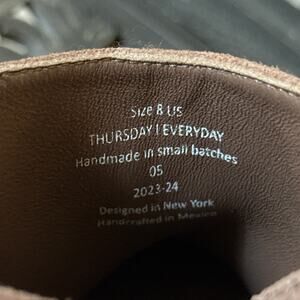 Size 8 US
THURSDAY | EVERYDAY
Handmade in small batches
05
2023-24
Designed in New York
Handcrafted in Mexico